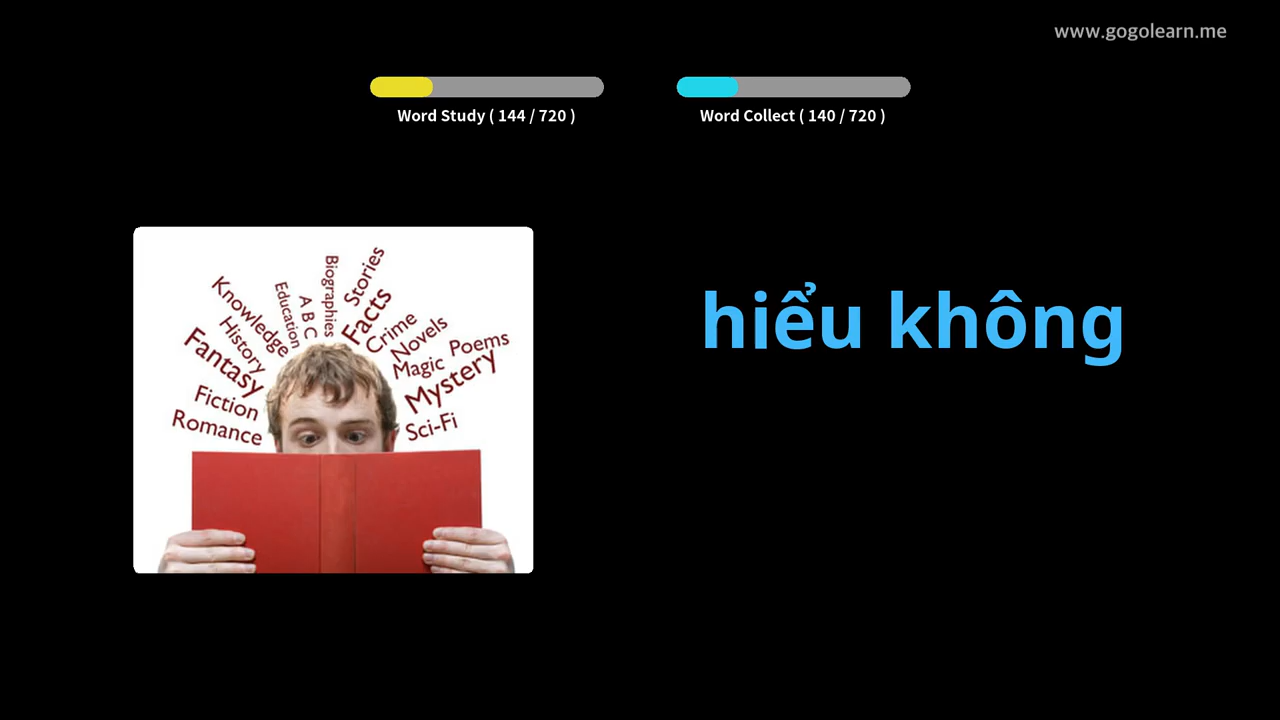 www.gogolearn.me
Word Study ( 144 / 720 )
Word Collect ( 140 / 720 )
Knowledge
History
Fantasy
Fiction
Romance
Education
A B C
Biographies
Stories
Facts
Crime
Novels
Magic
Poems
Mystery
Sci-Fi
hiểu không